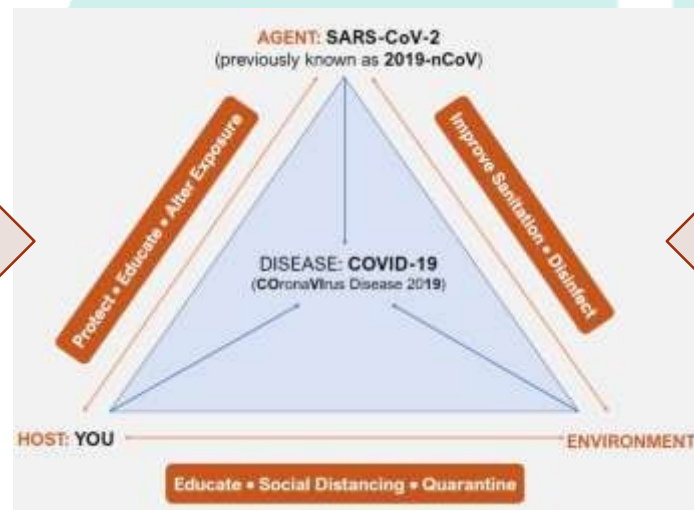 AGENT: SARS-CoV-2
(previously known as 2019-nCoV)
Protect • Educate • Alter Exposure
Improve Sanitation • Disinfect
DISEASE: COVID-19
(COronaVIrus Disease 2019)
HOST: YOU
ENVIRONMENT
Educate • Social Distancing • Quarantine